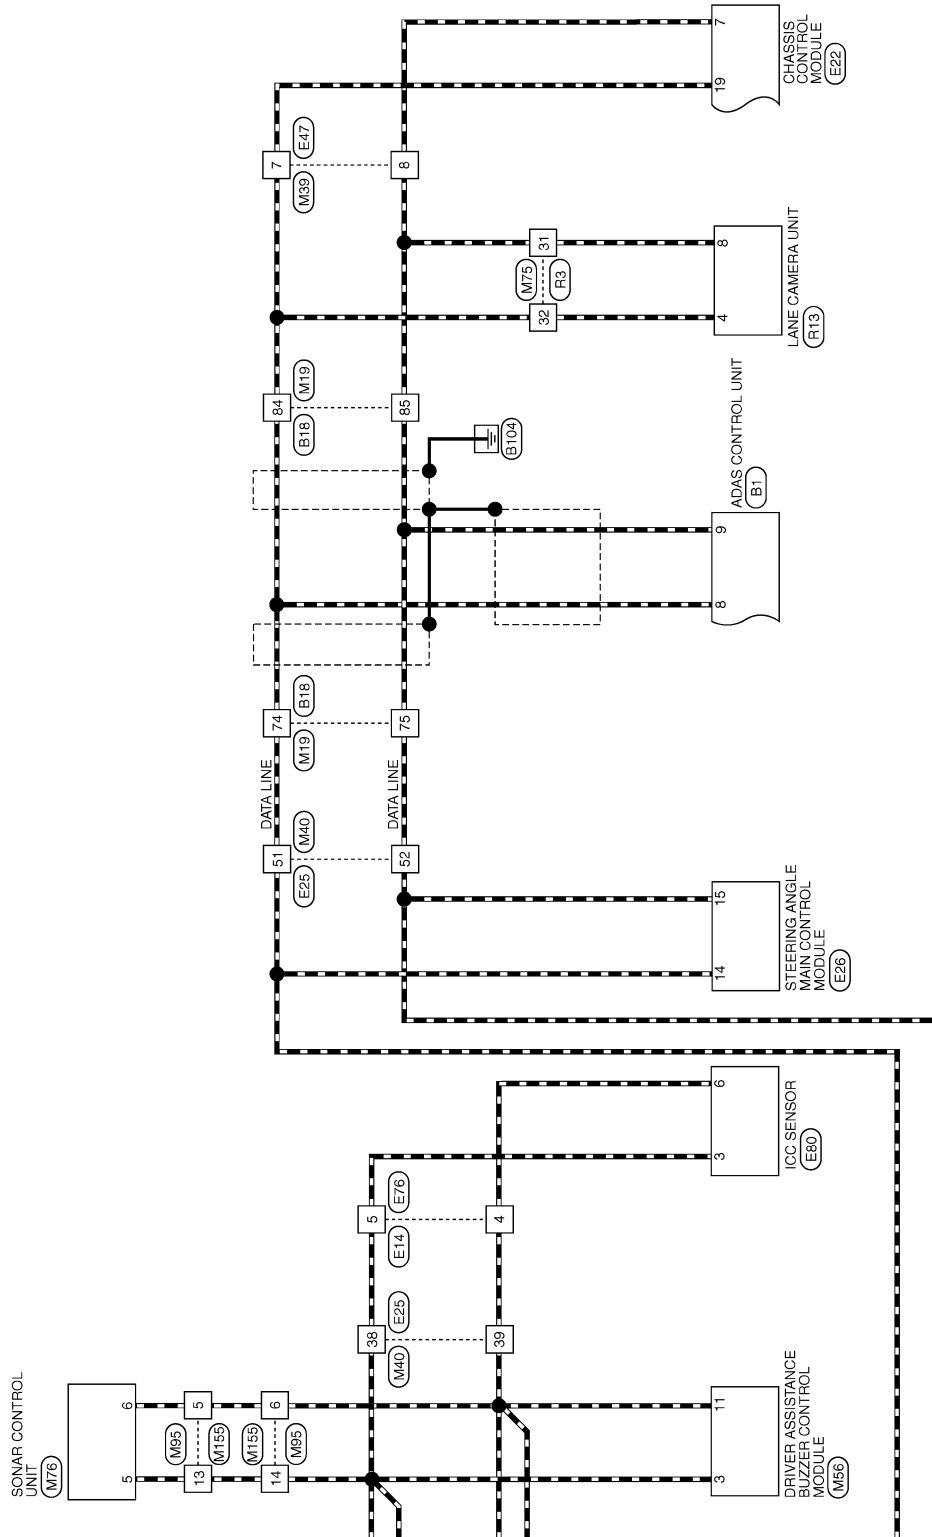 7
CHASSIS
CONTROL
MODULE
E22
19
7
E47
M39
8
8
LANE CAMERA UNIT
R13
4
31
M75
R3
32
84
M19
B18
85
B104
ADAS CONTROL UNIT
B1
9
8
74
B18
M19
75
DATA LINE
DATA LINE
51
M40
E25
52
15
STEERING ANGLE
MAIN CONTROL
MODULE
E26
14
6
ICC SENSOR
E80
3
5
E76
E14
4
38
E25
M40
39
SONAR CONTROL
UNIT
M76
6
5
5
M95
M155
13
6
M155
M95
14
11
DRIVER ASSISTANCE
BUZZER CONTROL
MODULE
M56
3